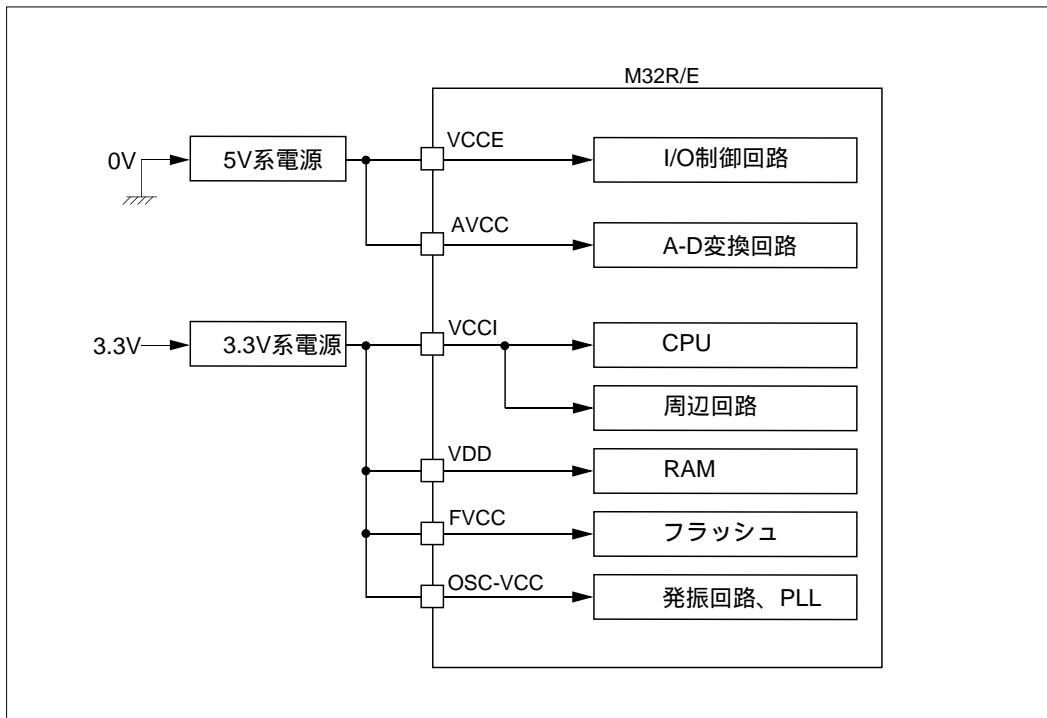 M32R/E
0V
5V系電源
VCCE
I/O制御回路
AVCC
A-D変換回路
3.3V
3.3V系電源
VCCI
CPU
周辺回路
VDD
RAM
FVCC
フラッシュ
OSC-VCC
発振回路、PLL